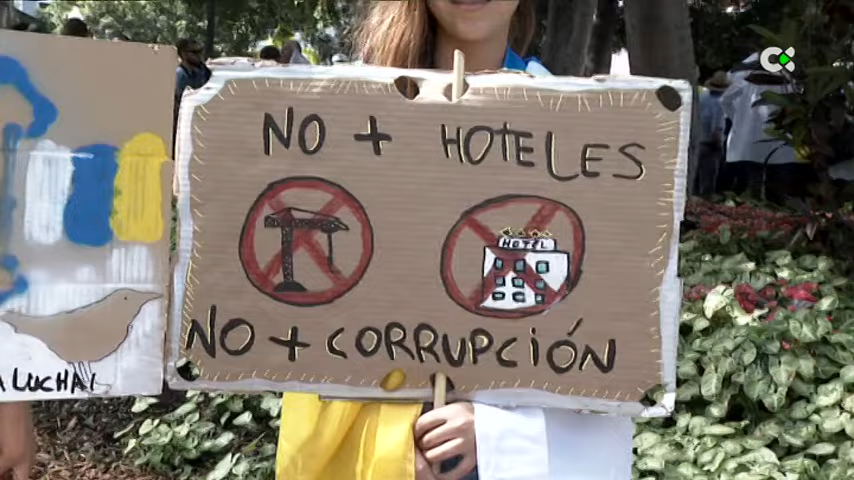 NO + HOTELES
HOTEL
NO + CORRUPCIÓN
LUCHA!